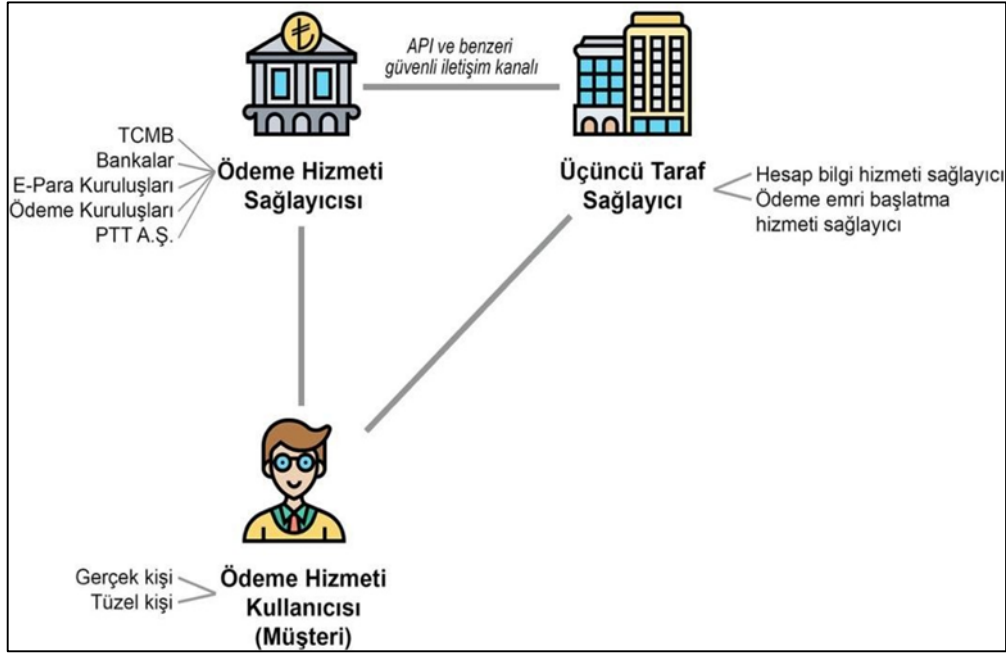 ₺
API ve benzeri
güvenli iletişim kanalı
TCMB
Bankalar
E-Para Kuruluşları
Ödeme Kuruluşları
PTT A.Ş.
Ödeme Hizmeti
Sağlayıcısı
Üçüncü Taraf
Sağlayıcı
Hesap bilgi hizmeti sağlayıcı
Ödeme emri başlatma
hizmeti sağlayıcı
Gerçek kişi
Tüzel kişi
Ödeme Hizmeti
Kullanıcısı
(Müşteri)